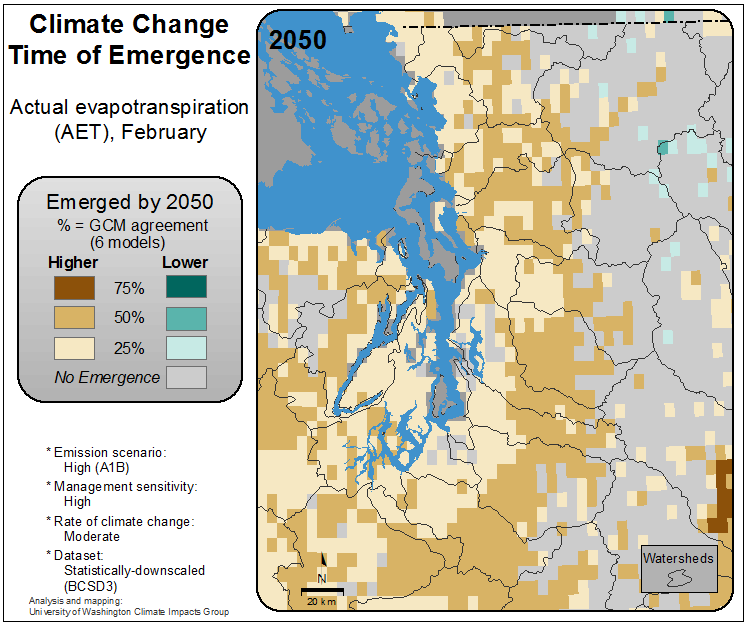 Climate Change
Time of Emergence
Actual evapotranspiration
(AET), February
Emerged by 2050
% = GCM agreement
(6 models)
Higher Lower
75%
50%
25%
No Emergence
* Emission scenario:
High (A1B)
* Management sensitivity:
High
* Rate of climate change:
Moderate
* Dataset:
Statistically-downscaled
(BCSD3)
Analysis and mapping:
University of Washington Climate Impacts Group
2050
N
20 km
Watersheds